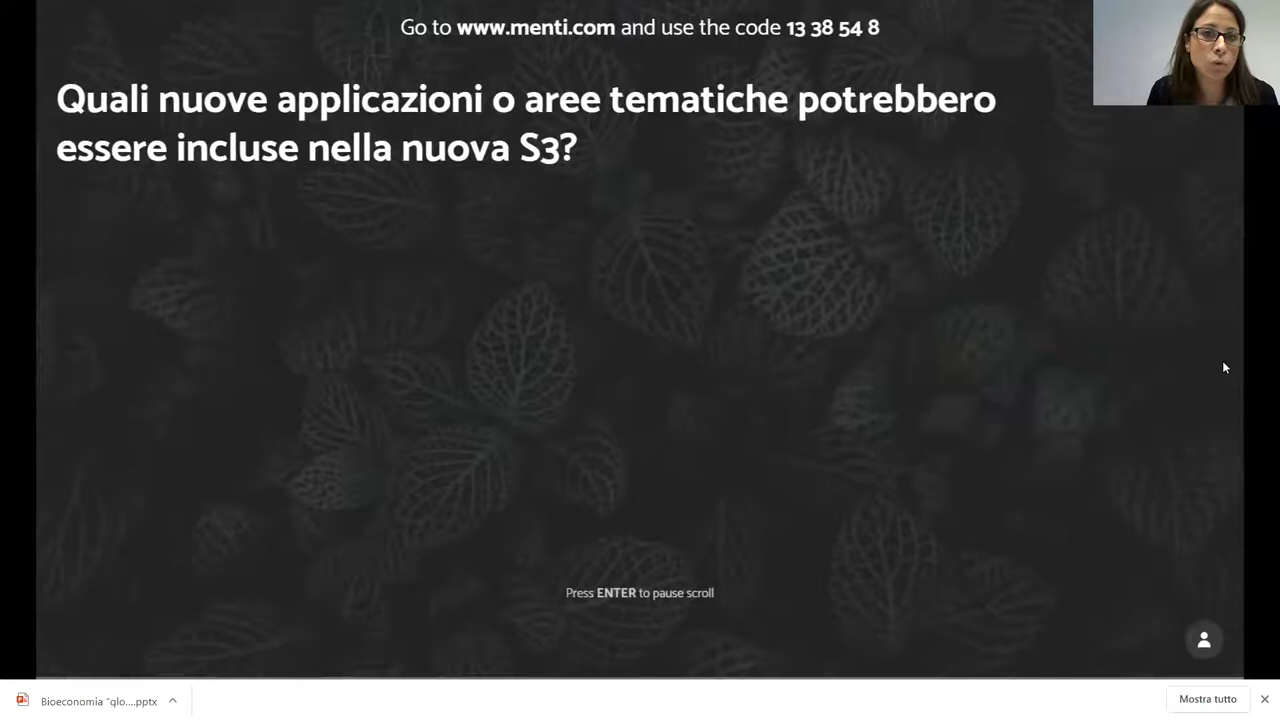 Go to www.menti.com and use the code 13 38 54 8
Quali nuove applicazioni o aree tematiche potrebbero
essere incluse nella nuova S3?
Press ENTER to pause scroll
Bioeconomia "glo....pptx
Mostra tutto